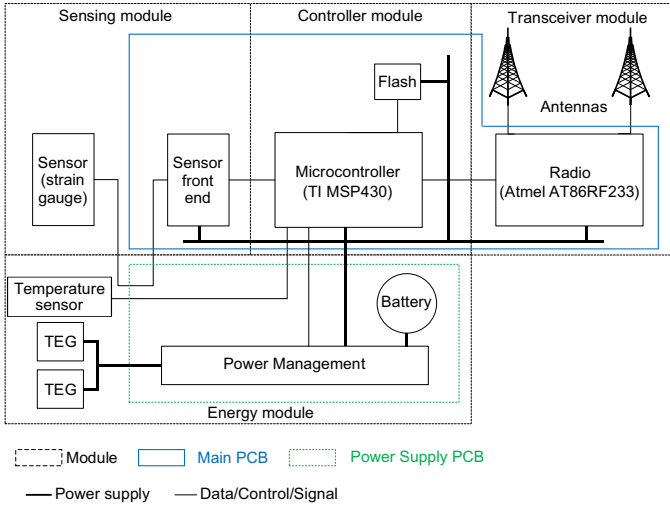 Sensing module
Controller module
Transceiver module
Flash
Antennas
Sensor
(strain
gauge)
Sensor
front
end
Microcontroller
(TI MSP430)
Radio
(Atmel AT86RF233)
Temperature
sensor
Battery
TEG
TEG
Power Management
Energy module
Module
Main PCB
Power Supply PCB
Power supply
Data/Control/Signal